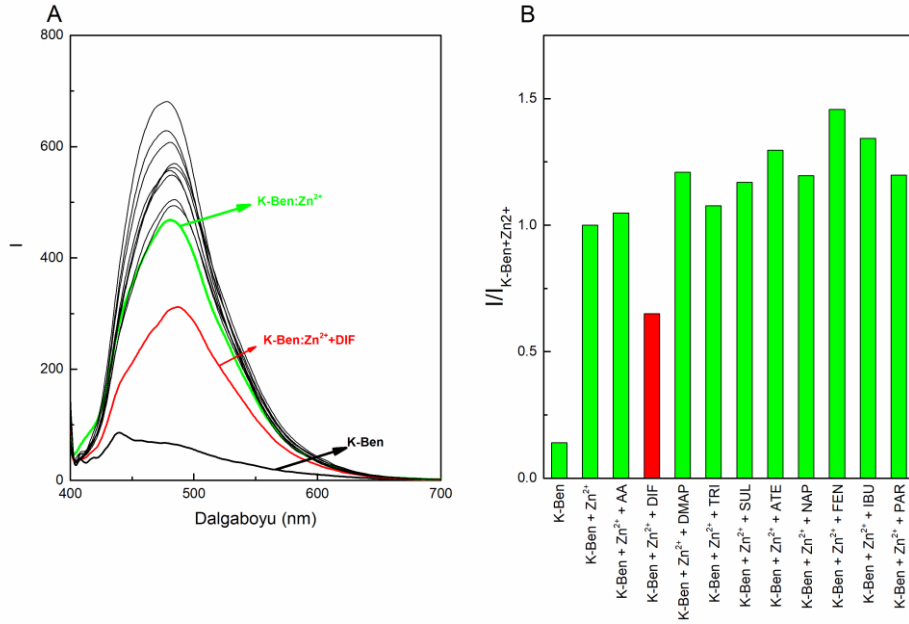 A
800
600
400
200
0
I
K-Ben:Zn²⁺
K-Ben:Zn²⁺+DIF
K-Ben
400
500
600
700
Dalgaboyu (nm)
B
1.5
1.0
0.5
0.0
I/I K-Ben+Zn2+
K-Ben
K-Ben + Zn²⁺
K-Ben + Zn²⁺ + AA
K-Ben + Zn²⁺ + DIF
K-Ben + Zn²⁺ + DMAP
K-Ben + Zn²⁺ + TRI
K-Ben + Zn²⁺ + SUL
K-Ben + Zn²⁺ + ATE
K-Ben + Zn²⁺ + NAP
K-Ben + Zn²⁺ + FEN
K-Ben + Zn²⁺ + IBU
K-Ben + Zn²⁺ + PAR